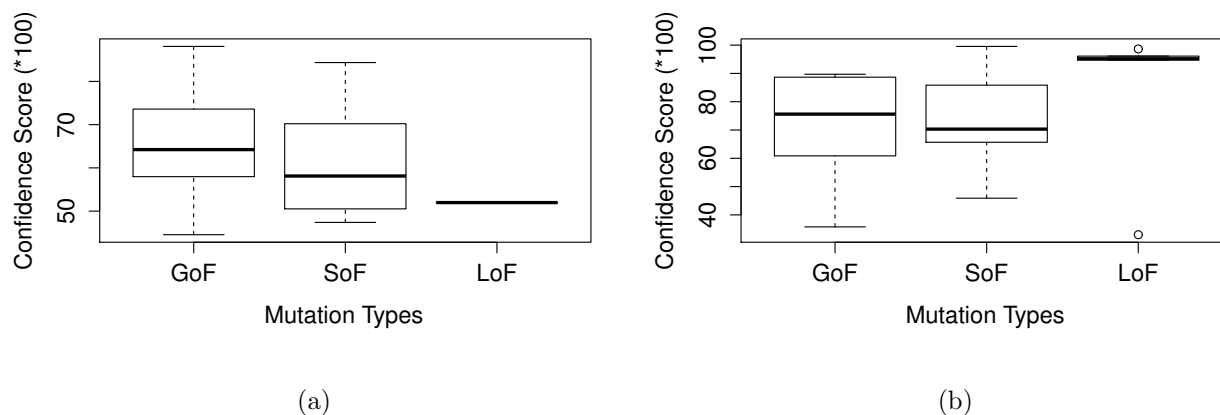 Confidence Score (*100)
70
50
GoF SoF LoF
Mutation Types
(a)
Confidence Score (*100)
100
80
60
40
GoF SoF LoF
Mutation Types
(b)